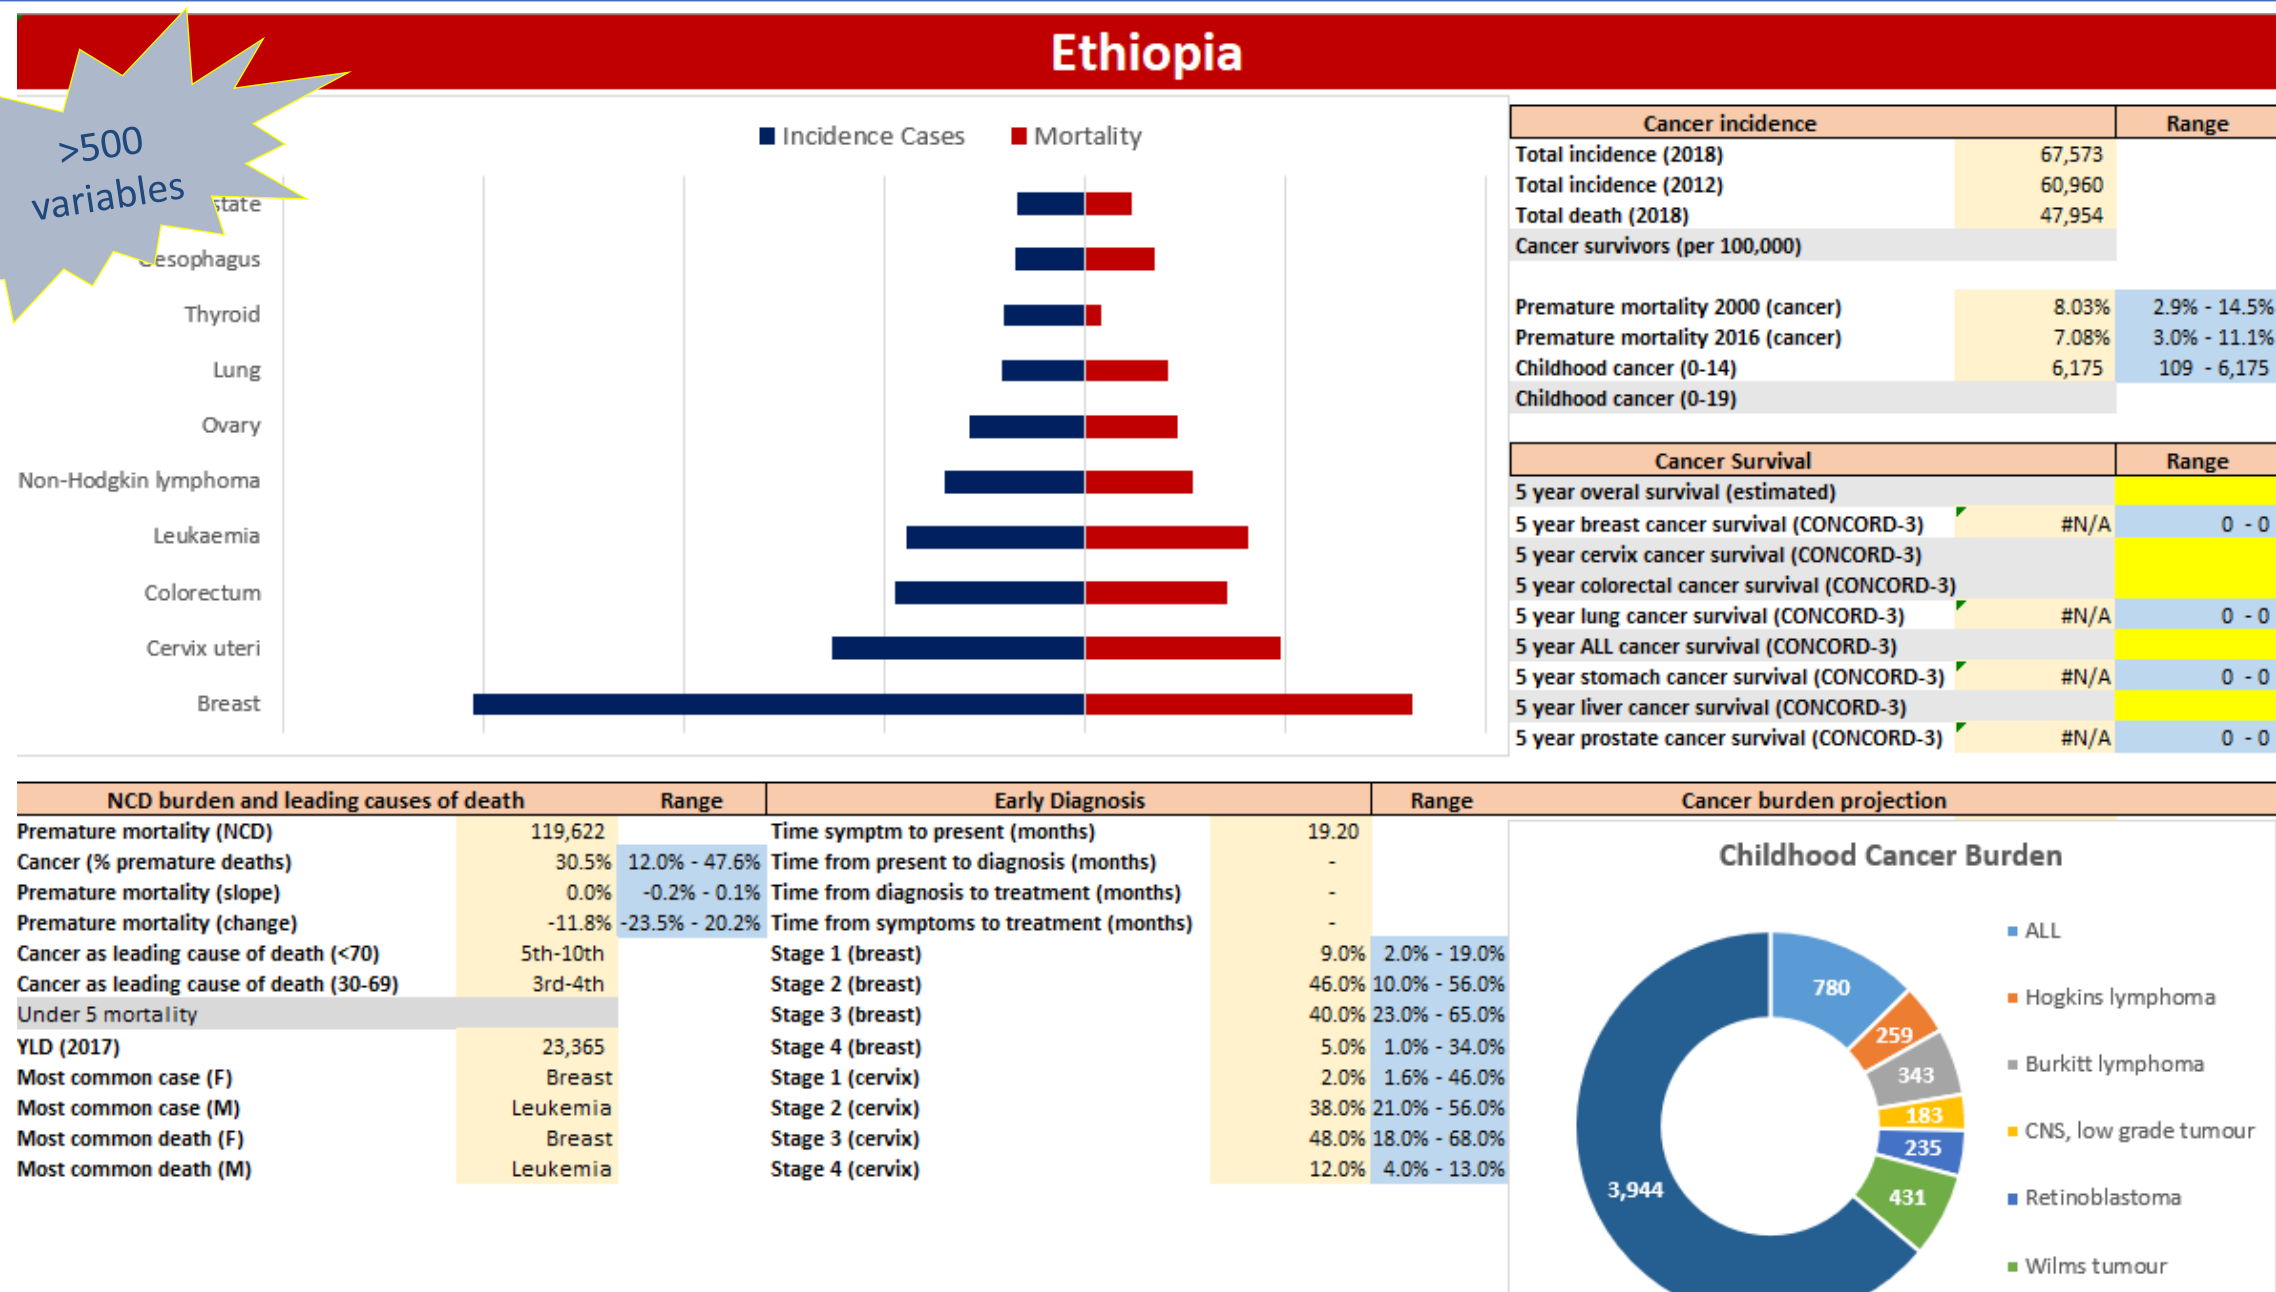 Ethiopia
>500
variables
Incidence Cases
Mortality
state
Oesophagus
Thyroid
Lung
Ovary
Non-Hodgkin lymphoma
Leukaemia
Colorectum
Cervix uteri
Breast
Cancer incidence Range
Total incidence (2018) 67,573
Total incidence (2012) 60,960
Total death (2018) 47,954
Cancer survivors (per 100,000)
Premature mortality 2000 (cancer) 8.03% 2.9% - 14.5%
Premature mortality 2016 (cancer) 7.08% 3.0% - 11.1%
Childhood cancer (0-14) 6,175 109 - 6,175
Childhood cancer (0-19)
Cancer Survival Range
5 year overal survival (estimated)
5 year breast cancer survival (CONCORD-3) #N/A 0 - 0
5 year cervix cancer survival (CONCORD-3)
5 year colorectal cancer survival (CONCORD-3)
5 year lung cancer survival (CONCORD-3) #N/A 0 - 0
5 year ALL cancer survival (CONCORD-3)
5 year stomach cancer survival (CONCORD-3) #N/A 0 - 0
5 year liver cancer survival (CONCORD-3)
5 year prostate cancer survival (CONCORD-3) #N/A 0 - 0
NCD burden and leading causes of death Range
Premature mortality (NCD) 119,622
Cancer (% premature deaths) 30.5% 12.0% - 47.6%
Premature mortality (slope) 0.0% -0.2% - 0.1%
Premature mortality (change) -11.8% -23.5% - 20.2%
Cancer as leading cause of death (<70) 5th-10th
Cancer as leading cause of death (30-69) 3rd-4th
Under 5 mortality
YLD (2017) 23,365
Most common case (F) Breast
Most common case (M) Leukemia
Most common death (F) Breast
Most common death (M) Leukemia
Early Diagnosis Range
Time symptm to present (months) 19.20
Time from present to diagnosis (months) -
Time from diagnosis to treatment (months) -
Time from symptoms to treatment (months) -
Stage 1 (breast) 9.0% 2.0% - 19.0%
Stage 2 (breast) 46.0% 10.0% - 56.0%
Stage 3 (breast) 40.0% 23.0% - 65.0%
Stage 4 (breast) 5.0% 1.0% - 34.0%
Stage 1 (cervix) 2.0% 1.6% - 46.0%
Stage 2 (cervix) 38.0% 21.0% - 56.0%
Stage 3 (cervix) 48.0% 18.0% - 68.0%
Stage 4 (cervix) 12.0% 4.0% - 13.0%
Cancer burden projection
Childhood Cancer Burden
780
259
343
183
235
431
3,944
ALL
Hogkins lymphoma
Burkitt lymphoma
CNS, low grade tumour
Retinoblastoma
Wilms tumour